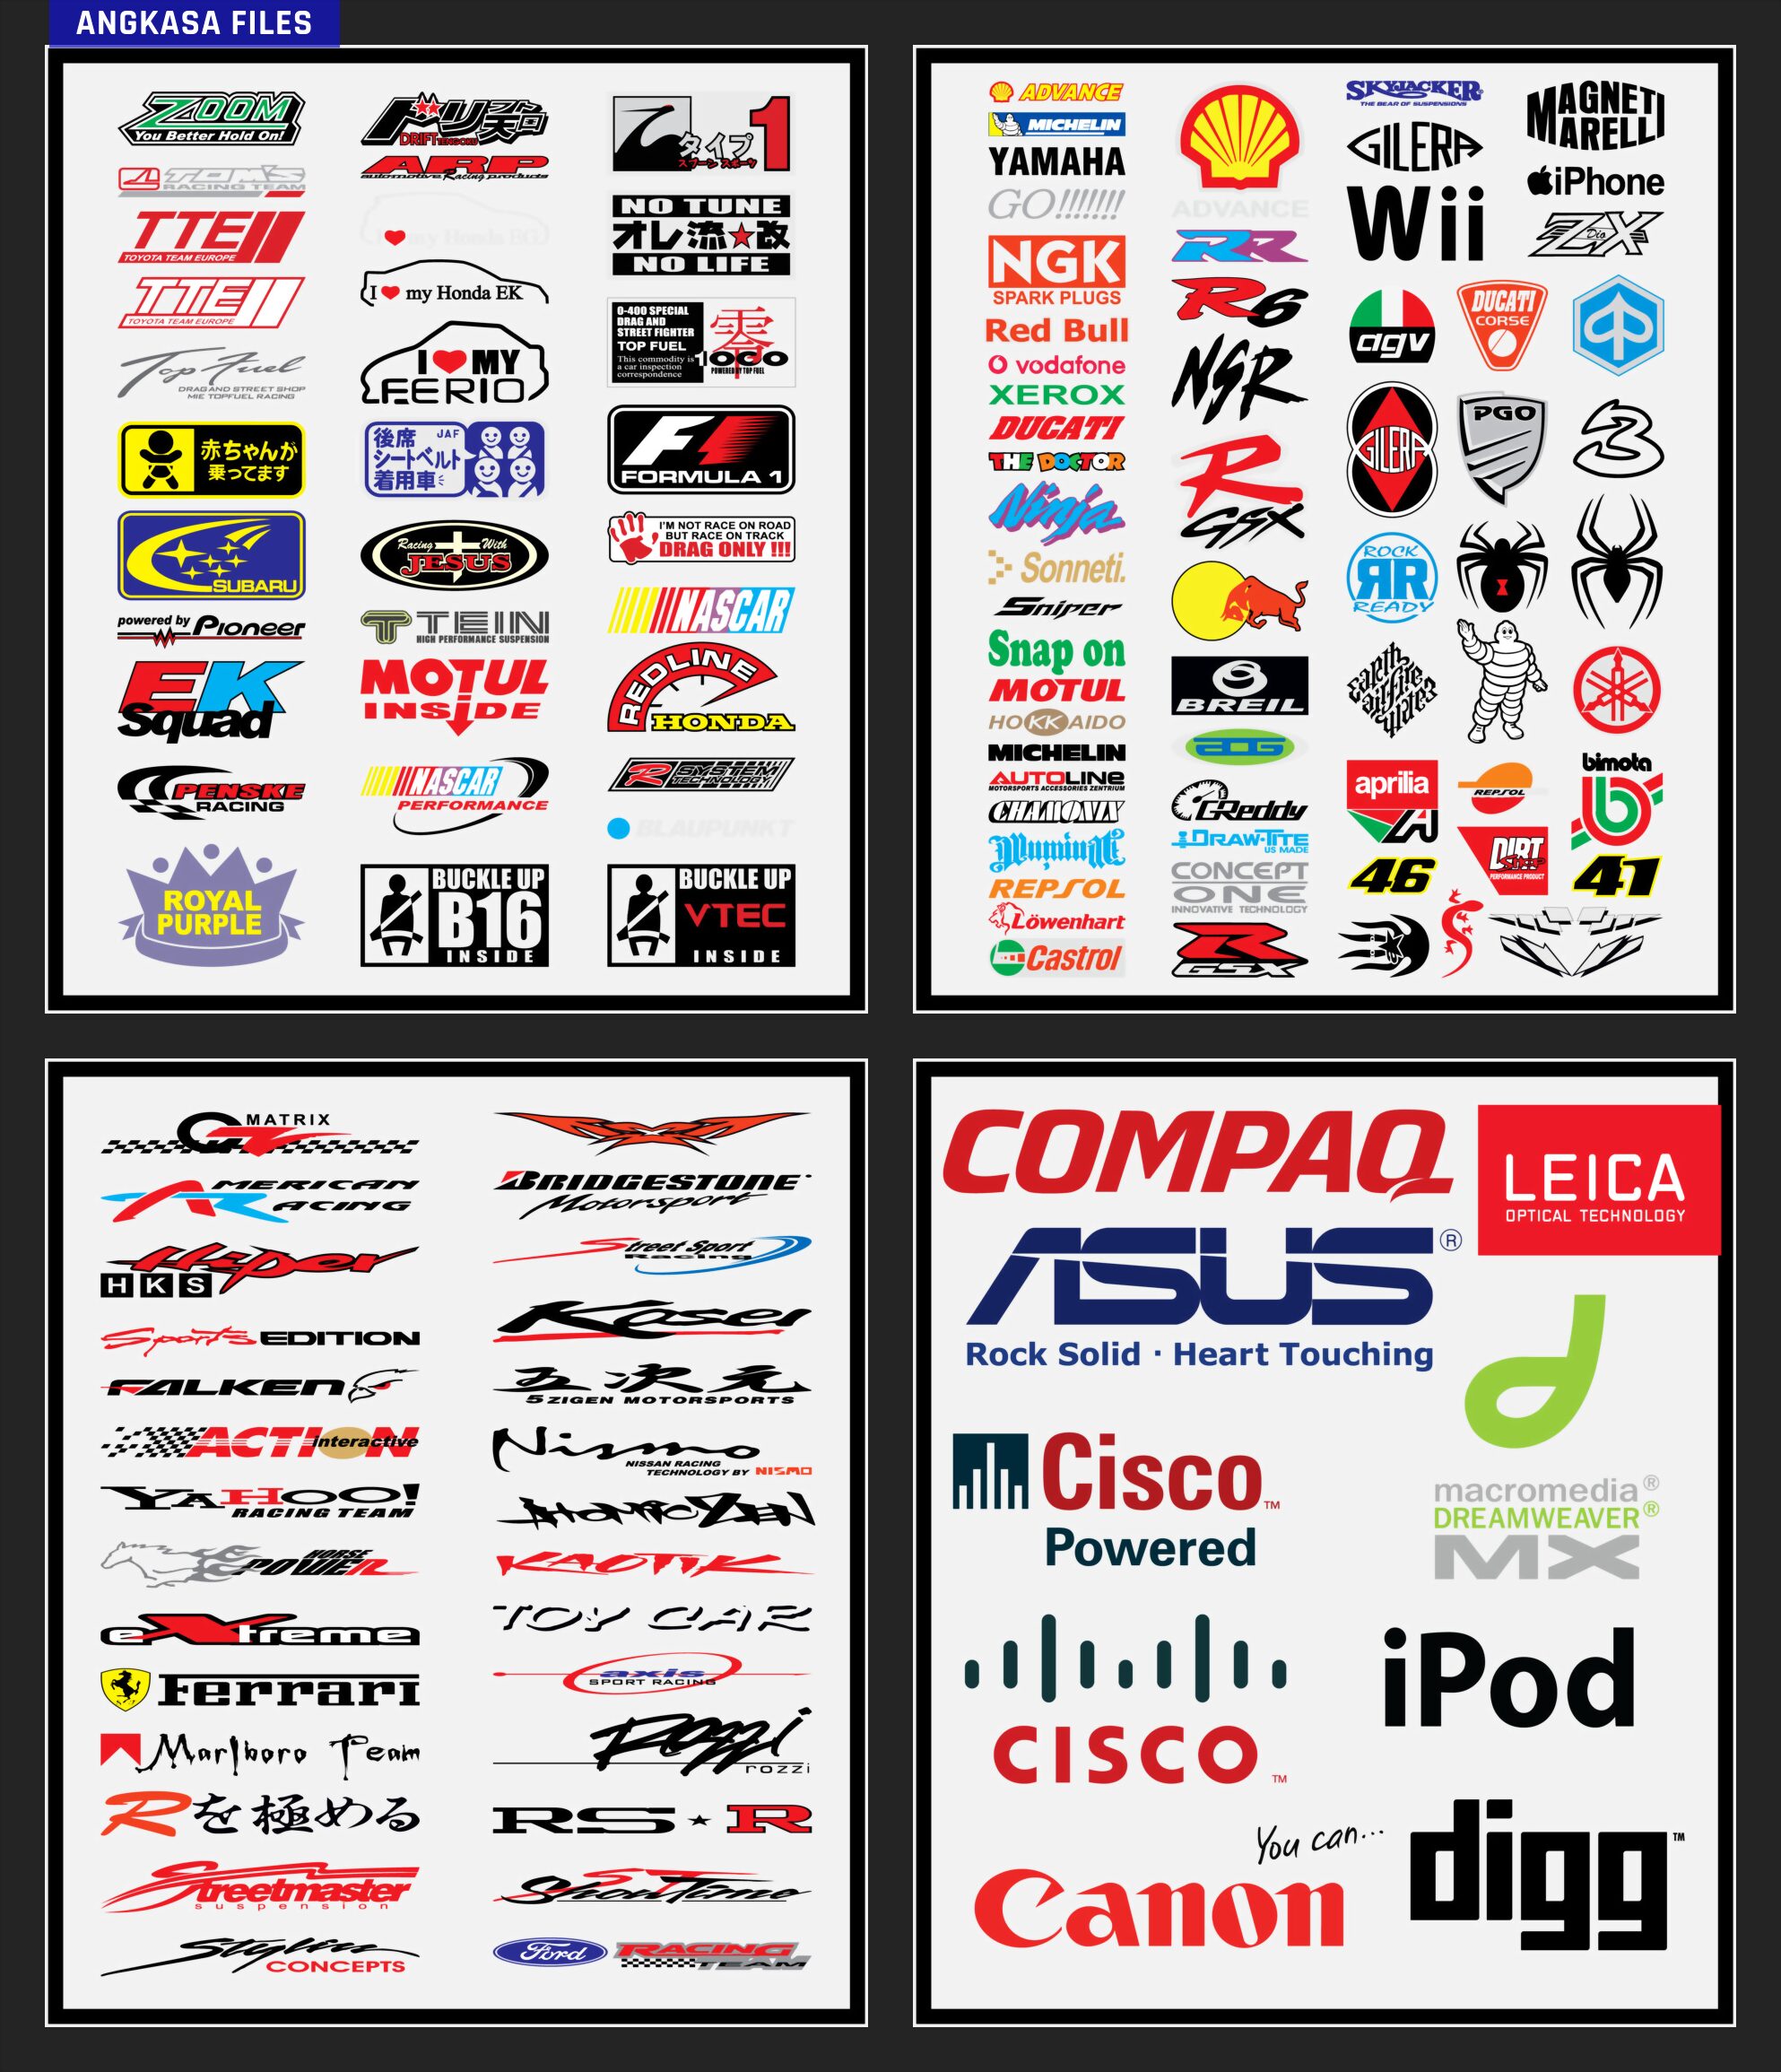 ANGKASA FILES
ZOOM
You Better Hold On!
TOM'S
RACING TEAM
TTE
TOYOTA TEAM EUROPE
TTE
TOYOTA TEAM EUROPE
Top Fuel
DRAG AND STREET SHOP
MIE TOPFUEL RACING
赤ちゃんが
乗ってます
SUBARU
powered by Pioneer
EK
Squad
PENSKE
RACING
ROYAL
PURPLE
ドリフト天国
DRIFT TENGOKU
ARP
automotive Racing products
I my Honda EG
I my Honda EK
I MY
FERIO
後席 JAF
シートベルト
着用車
Racing With
JESUS
TEIN
HIGH PERFORMANCE SUSPENSION
MOTUL
INSIDE
NASCAR
PERFORMANCE
BUCKLE UP
B16
INSIDE
タイプ1
スプーン スポーツ
NO TUNE
オレ流★改
NO LIFE
0-400 SPECIAL
DRAG AND
STREET FIGHTER
TOP FUEL
This commodity is
a car inspection
correspondence
零
1000
POWERED BY TOP FUEL
F1
FORMULA 1
I'M NOT RACE ON ROAD
BUT RACE ON TRACK
DRAG ONLY !!!
NASCAR
REDLINE
HONDA
R SYSTEM
TECHNOLOGY
BLAUPUNKT
BUCKLE UP
VTEC
INSIDE
ADVANCE
MICHELIN
YAMAHA
GO!!!!!!!
NGK
SPARK PLUGS
Red Bull
vodafone
XEROX
DUCATI
THE DOCTOR
Ninja
Sonneti.
Sniper
Snap on
MOTUL
HOKKAIDO
MICHELIN
AUTOLINE
MOTORSPORTS ACCESSORIES ZENTRIUM
CHAMONIX
Illuminati
REPSOL
Löwenhart
Castrol
ADVANCE
RR
R6
NSR
R
GSX
BREIL
GReddy
DRAW-TITE
US MADE
CONCEPT
ONE
INNOVATIVE TECHNOLOGY
R
GSX
SKYJACKER
THE BEAR OF SUSPENSIONS
GILERA
Wii
agv
GILERA
ROCK
RR
READY
earth
air fire
water
aprilia
46
MAGNETI
MARELLI
iPhone
ZX
Dio
DUCATI
CORSE
PGO
3
REPSOL
DIRT
SHOP
PERFORMANCE PRODUCT
bimota
b
41
MATRIX
AMERICAN
RACING
Hiper
HKS
Sports EDITION
FALKEN
ACTION
interactive
YAHOO!
RACING TEAM
HORSE
POWER
eXtreme
Ferrari
Marlboro Team
Rを極める
Streetmaster
suspension
Stylin
CONCEPTS
BRIDGESTONE
Motorsport
Street Sport
Racing
Kosei
五次元
5ZIGEN MOTORSPORTS
Nismo
NISSAN RACING
TECHNOLOGY BY NISMO
ATOMIC ZEN
KAOTIK
TOY CAR
axis
SPORT RACING
Rozzi
rozzi
RS★R
ShowTime
Ford RACING
TEAM
COMPAQ
LEICA
OPTICAL TECHNOLOGY
ASUS®
Rock Solid · Heart Touching
Cisco™
Powered
macromedia®
DREAMWEAVER®
MX
CISCO™
iPod
You can...
Canon
digg™